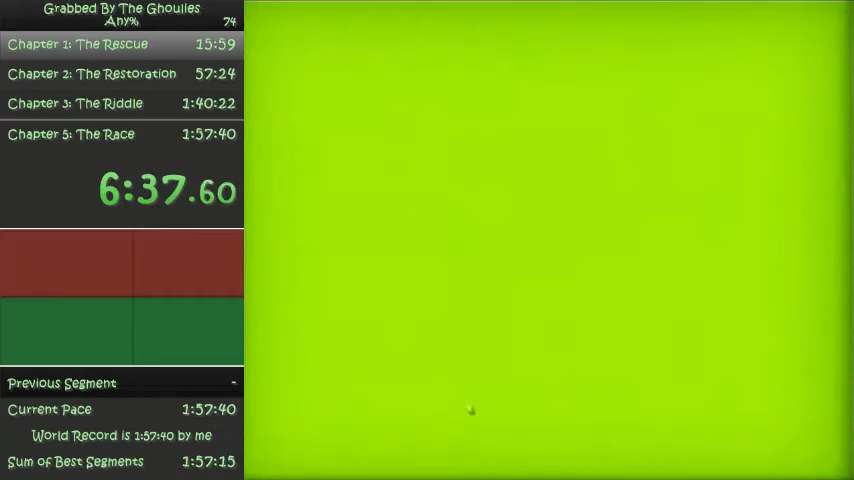 Grabbed By The Ghoulies
Any% 74
Chapter 1: The Rescue 15:59
Chapter 2: The Restoration 57:24
Chapter 3: The Riddle 1:40:22
Chapter 5: The Race 1:57:40
6:37.60
Previous Segment -
Current Pace 1:57:40
World Record is 1:57:40 by me
Sum of Best Segments 1:57:15